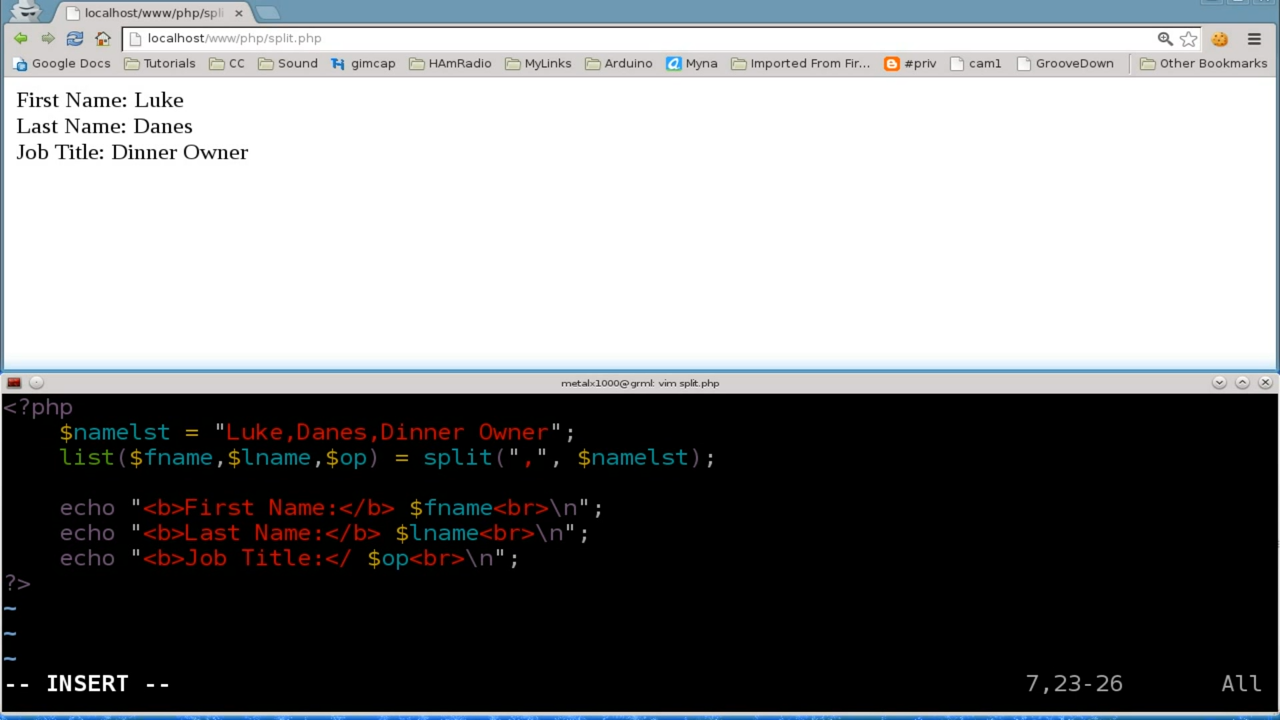 localhost/www/php/spli
localhost/www/php/split.php
Google Docs Tutorials CC Sound gimcap HAmRadio MyLinks Arduino Myna Imported From Fir... #priv cam1 GrooveDown Other Bookmarks
First Name: Luke
Last Name: Danes
Job Title: Dinner Owner
metalx1000@grml: vim split.php
<?php
$namelst = "Luke,Danes,Dinner Owner";
list($fname,$lname,$op) = split(",", $namelst);
echo "<b>First Name:</b> $fname<br>\n";
echo "<b>Last Name:</b> $lname<br>\n";
echo "<b>Job Title:</ $op<br>\n";
?>
~
~
~
-- INSERT -- 7,23-26 All